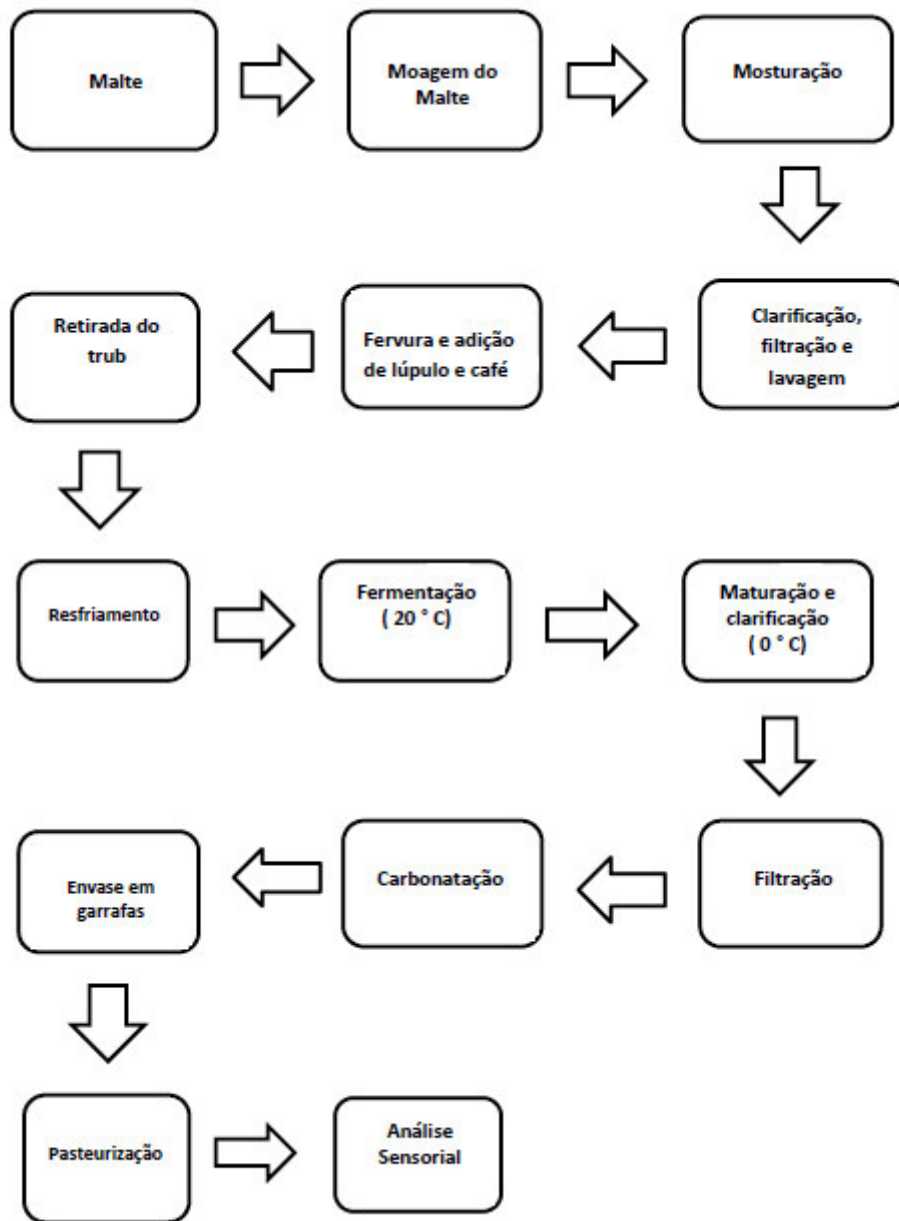 Malte
Moagem do
Malte
Mosturação
Clarificação,
filtração e
lavagem
Fervura e adição
de lúpulo e café
Retirada do
trub
Resfriamento
Fermentação
( 20 ° C)
Maturação e
clarificação
( 0 ° C)
Filtração
Carbonatação
Envase em
garrafas
Pasteurização
Análise
Sensorial